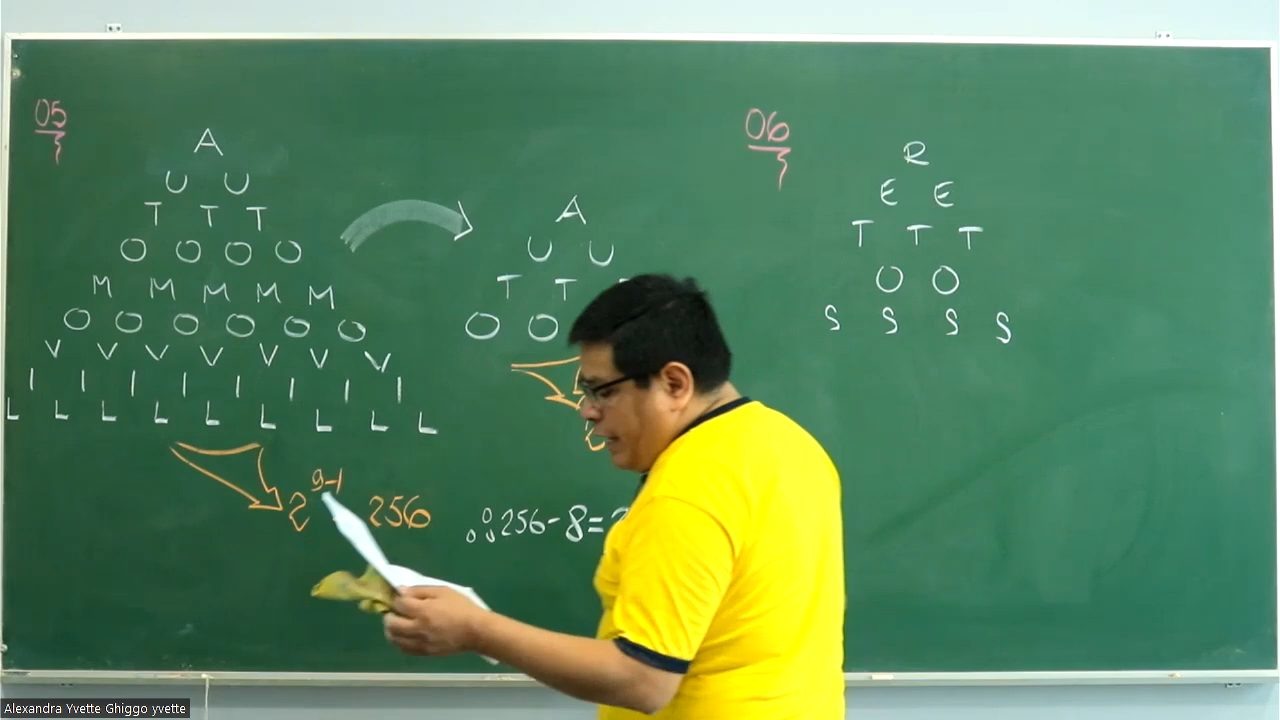 05
A
U U
T T T
O O O O
M M M M M
O O O O O O
V V V V V V V
I I I I I I I I
L L L L L L L L L
2^9-1 256
A
U U
T T
O O
256-8=
06
R
E E
T T T
O O
S S S S
Alexandra Yvette Ghiggo yvette